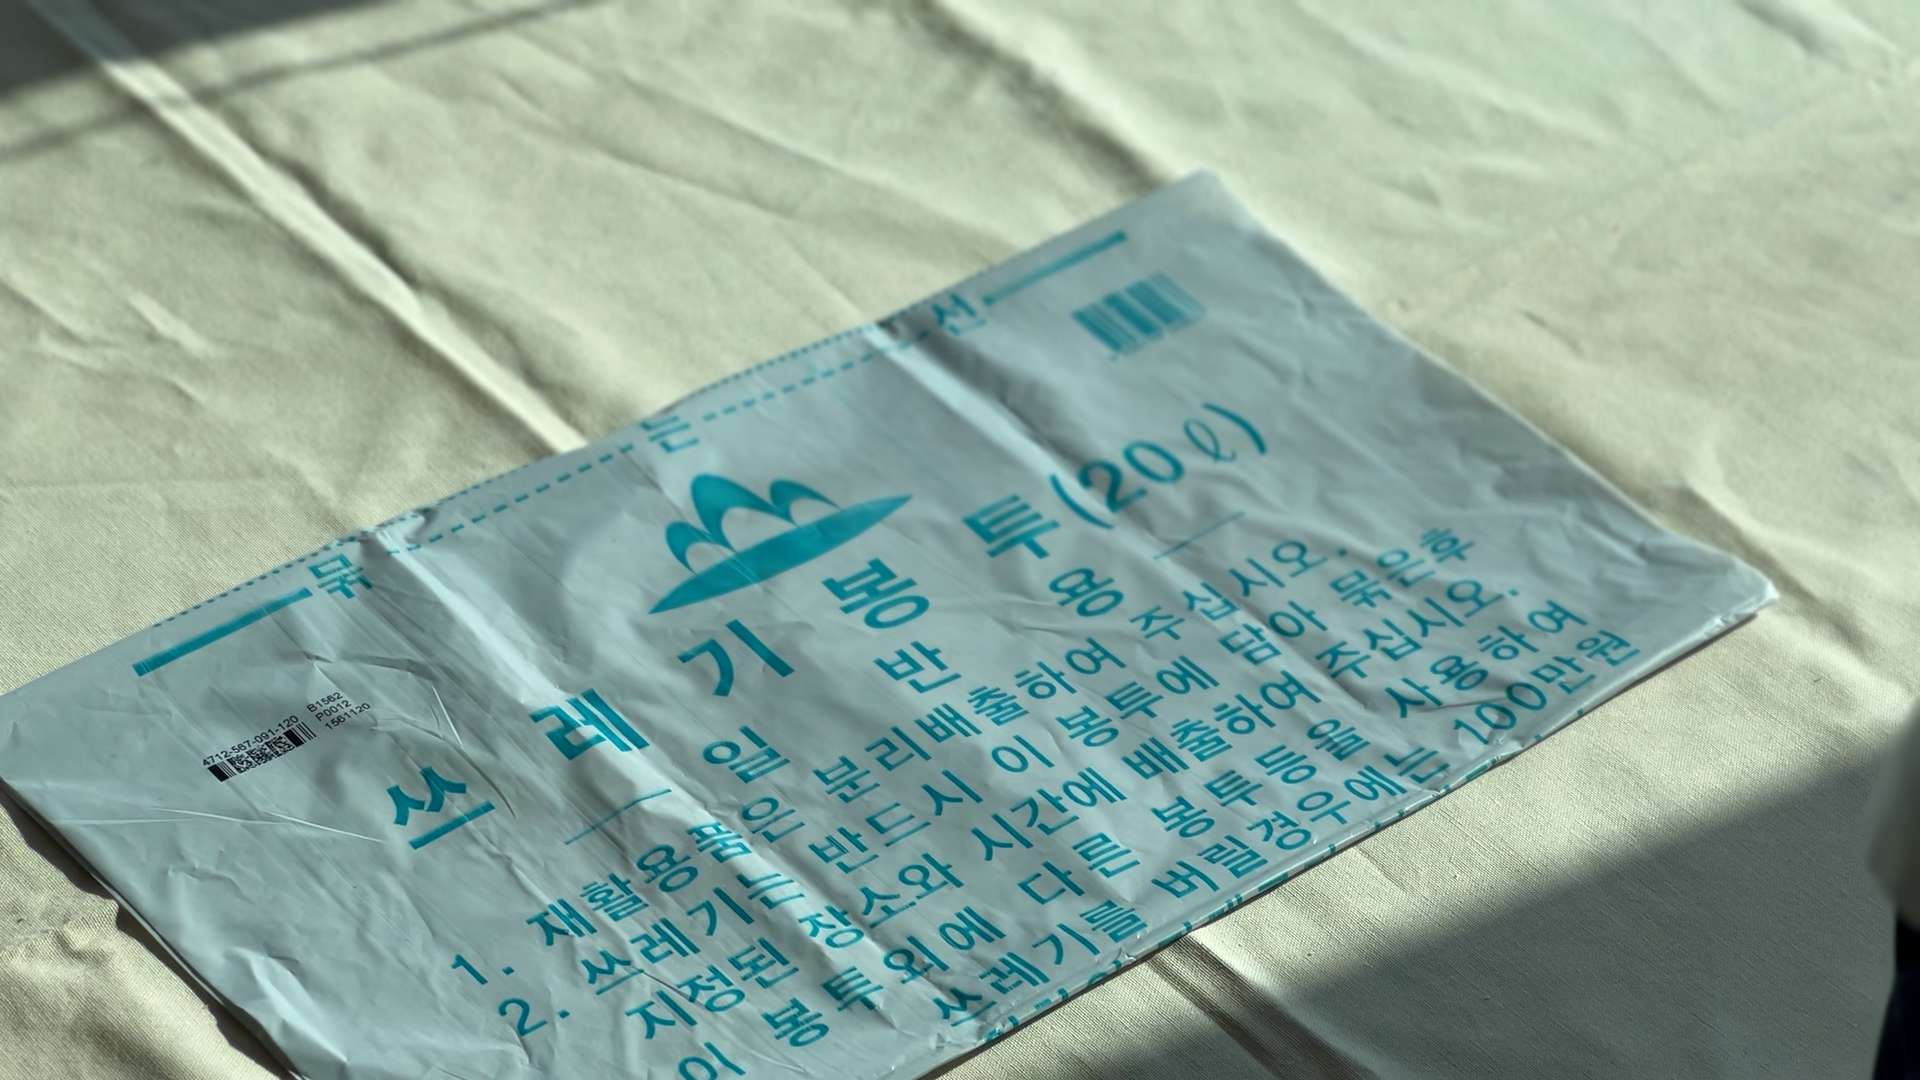 묶 는 선
4712-567-091-120
B1562
P0012
1561120
쓰 레 기 봉 투(20ℓ)
일 반 용
1. 재활용품은 분리배출하여 주십시오.
2. 쓰레기는 반드시 이 봉투에 담아 묶은후
지정된 장소와 시간에 배출하여 주십시오.
이 봉투외에 다른 봉투등을 사용하여
쓰레기를 버릴경우에는 100만원